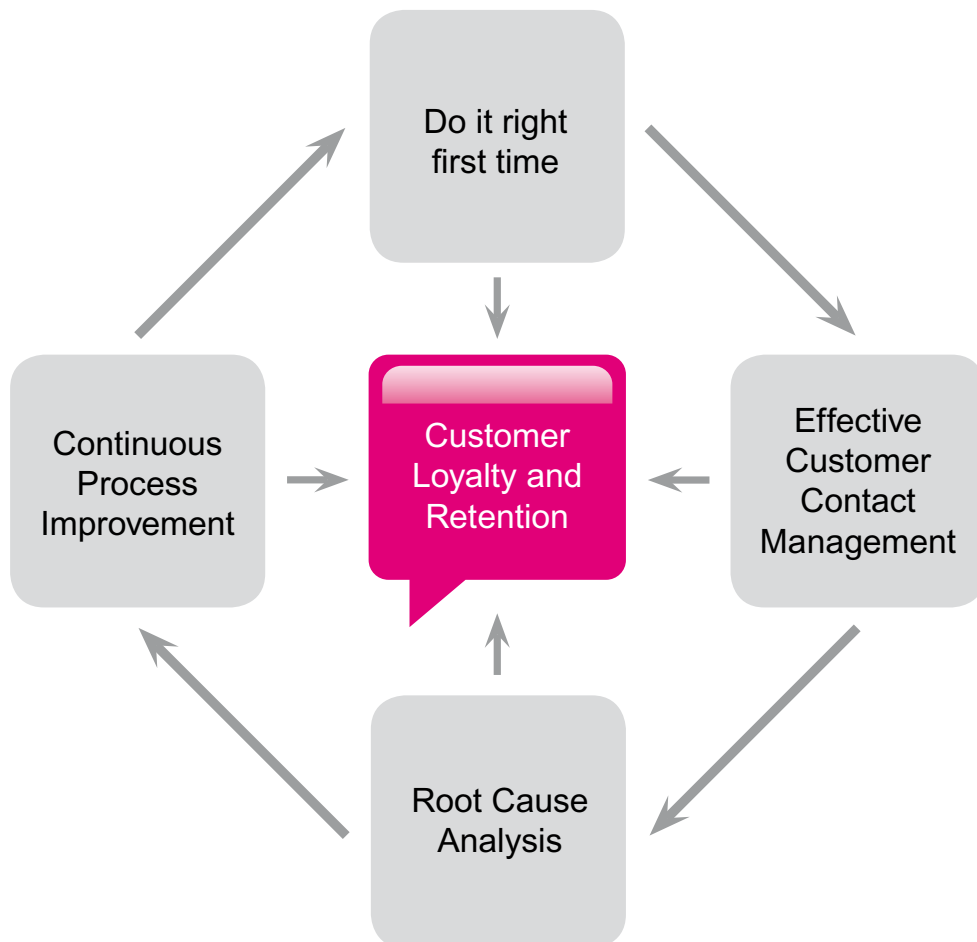 Do it right
first time
Continuous
Process
Improvement
Customer
Loyalty and
Retention
Effective
Customer
Contact
Management
Root Cause
Analysis